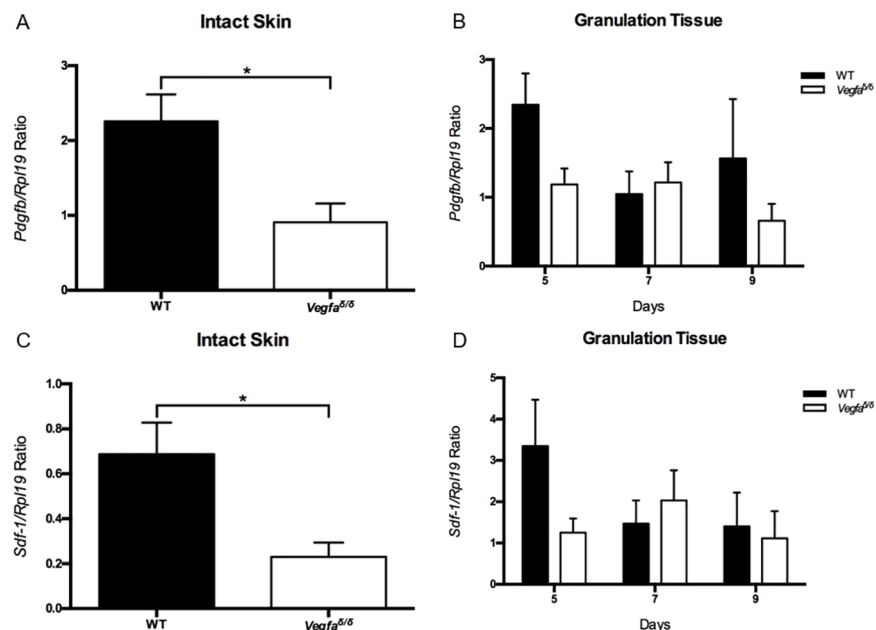 A
Intact Skin
Pdgfb/Rpl19 Ratio
3
2
1
0
*
WT
Vegfaδ/δ
B
Granulation Tissue
Pdgfb/Rpl19 Ratio
3
2
1
0
5 7 9
Days
WT
Vegfaδ/δ
C
Intact Skin
Sdf-1/Rpl19 Ratio
1.0
0.8
0.6
0.4
0.2
0.0
*
WT
Vegfaδ/δ
D
Granulation Tissue
Sdf-1/Rpl19 Ratio
5
4
3
2
1
0
5 7 9
Days
WT
Vegfaδ/δ